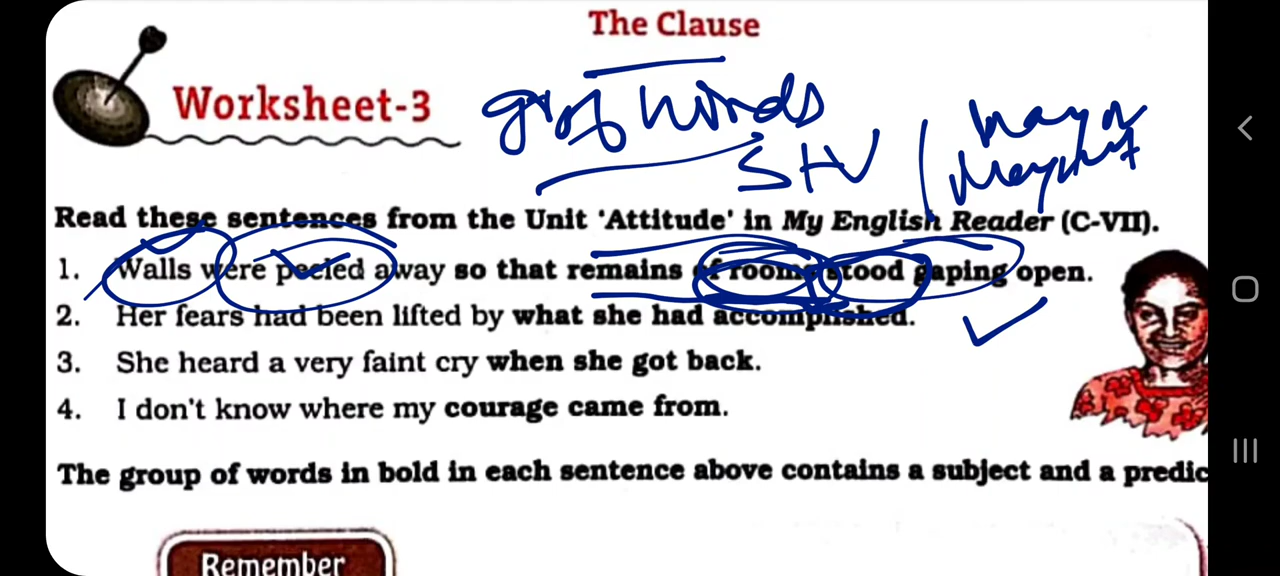 The Clause
Worksheet-3
words
S+V
Read these sentences from the Unit 'Attitude' in My English Reader (C-VII).
1. Walls were peeled away so that remains of rooms stood gaping open.
2. Her fears had been lifted by what she had accomplished.
3. She heard a very faint cry when she got back.
4. I don't know where my courage came from.
The group of words in bold in each sentence above contains a subject and a predic
Remember